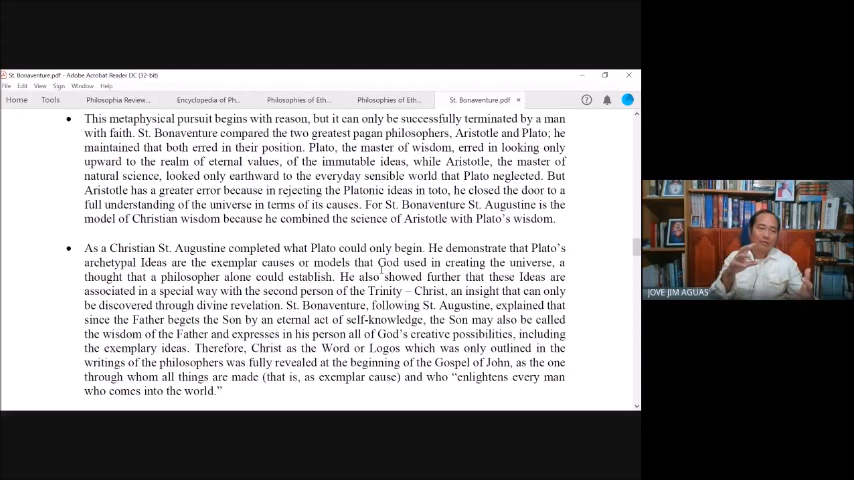 St. Bonaventure.pdf - Adobe Acrobat Reader DC (32-bit)
File Edit View Sign Window Help
Home Tools Philosophia Review... Encyclopedia of Ph... Philosophies of Eth... Philosophies of Eth... St. Bonaventure.pdf ×
• This metaphysical pursuit begins with reason, but it can only be successfully terminated by a man
with faith. St. Bonaventure compared the two greatest pagan philosophers, Aristotle and Plato; he
maintained that both erred in their position. Plato, the master of wisdom, erred in looking only
upward to the realm of eternal values, of the immutable ideas, while Aristotle, the master of
natural science, looked only earthward to the everyday sensible world that Plato neglected. But
Aristotle has a greater error because in rejecting the Platonic ideas in toto, he closed the door to a
full understanding of the universe in terms of its causes. For St. Bonaventure St. Augustine is the
model of Christian wisdom because he combined the science of Aristotle with Plato's wisdom.
• As a Christian St. Augustine completed what Plato could only begin. He demonstrate that Plato's
archetypal Ideas are the exemplar causes or models that God used in creating the universe, a
thought that a philosopher alone could establish. He also showed further that these Ideas are
associated in a special way with the second person of the Trinity – Christ, an insight that can only
be discovered through divine revelation. St. Bonaventure, following St. Augustine, explained that
since the Father begets the Son by an eternal act of self-knowledge, the Son may also be called
the wisdom of the Father and expresses in his person all of God's creative possibilities, including
the exemplary ideas. Therefore, Christ as the Word or Logos which was only outlined in the
writings of the philosophers was fully revealed at the beginning of the Gospel of John, as the one
through whom all things are made (that is, as exemplar cause) and who "enlightens every man
who comes into the world."
JOVE JIM AGUAS